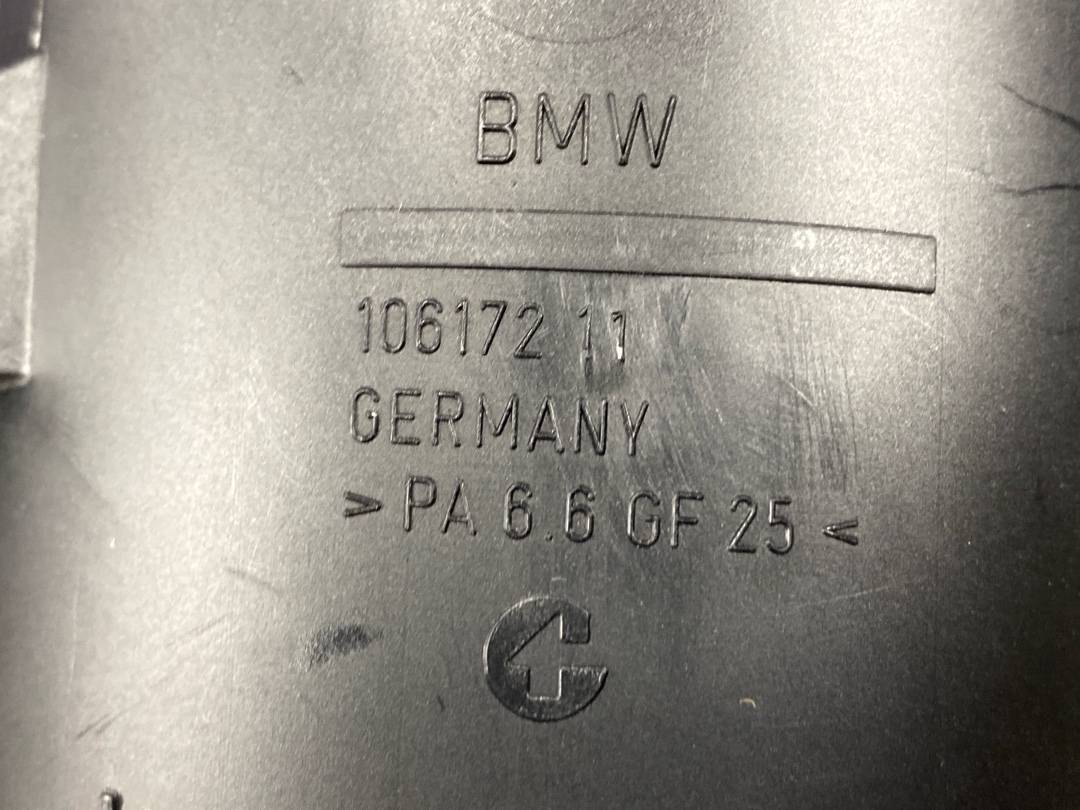 BMW
106172 11
GERMANY
> PA 6.6 GF 25 <